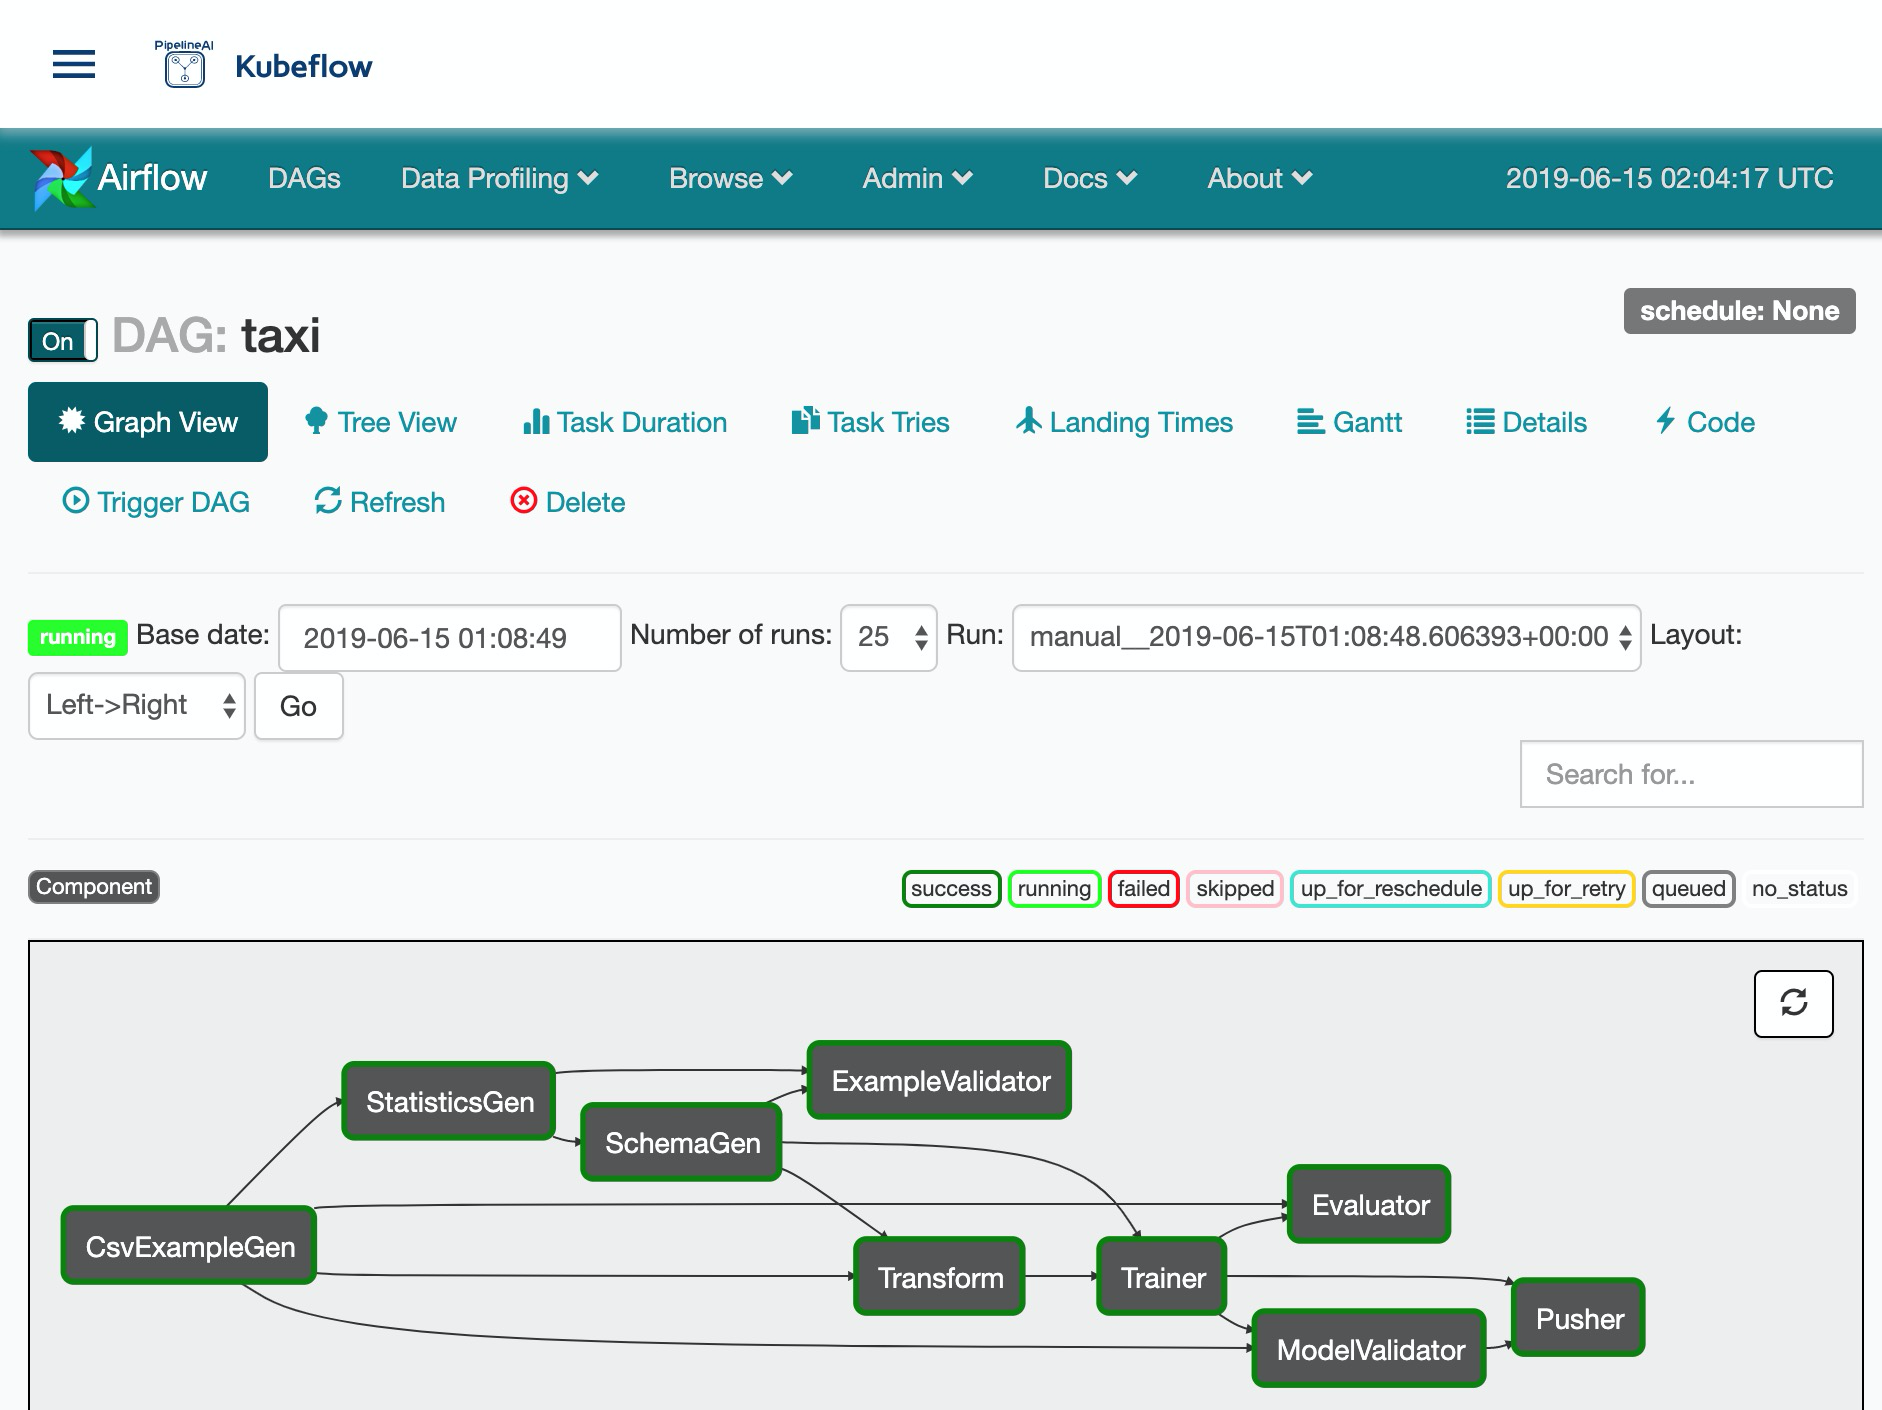 PipelineAI
Kubeflow
Airflow DAGs Data Profiling Browse Admin Docs About 2019-06-15 02:04:17 UTC
schedule: None
On DAG: taxi
Graph View Tree View Task Duration Task Tries Landing Times Gantt Details Code
Trigger DAG Refresh Delete
running Base date: 2019-06-15 01:08:49 Number of runs: 25 Run: manual__2019-06-15T01:08:48.606393+00:00 Layout:
Left->Right Go
Search for...
Component success running failed skipped up_for_reschedule up_for_retry queued no_status
ExampleValidator
StatisticsGen
SchemaGen
Evaluator
CsvExampleGen
Transform Trainer
Pusher
ModelValidator